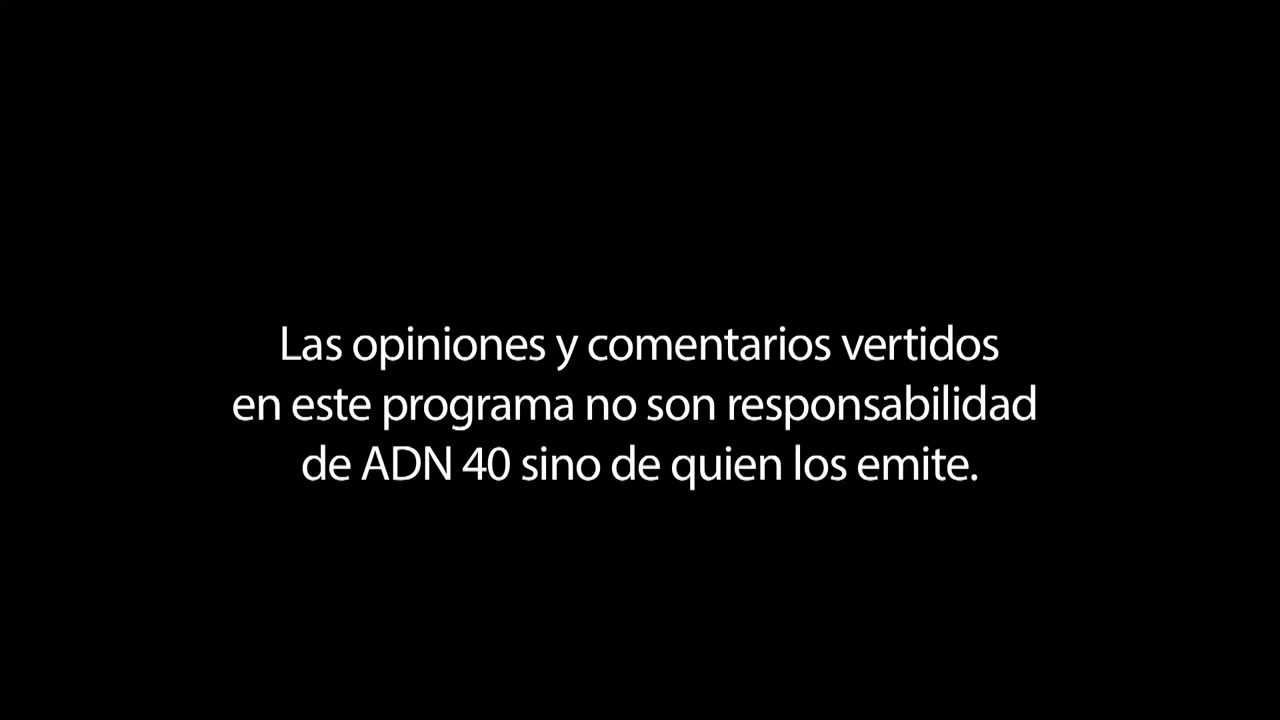 Las opiniones y comentarios vertidos
en este programa no son responsabilidad
de ADN 40 sino de quien los emite.